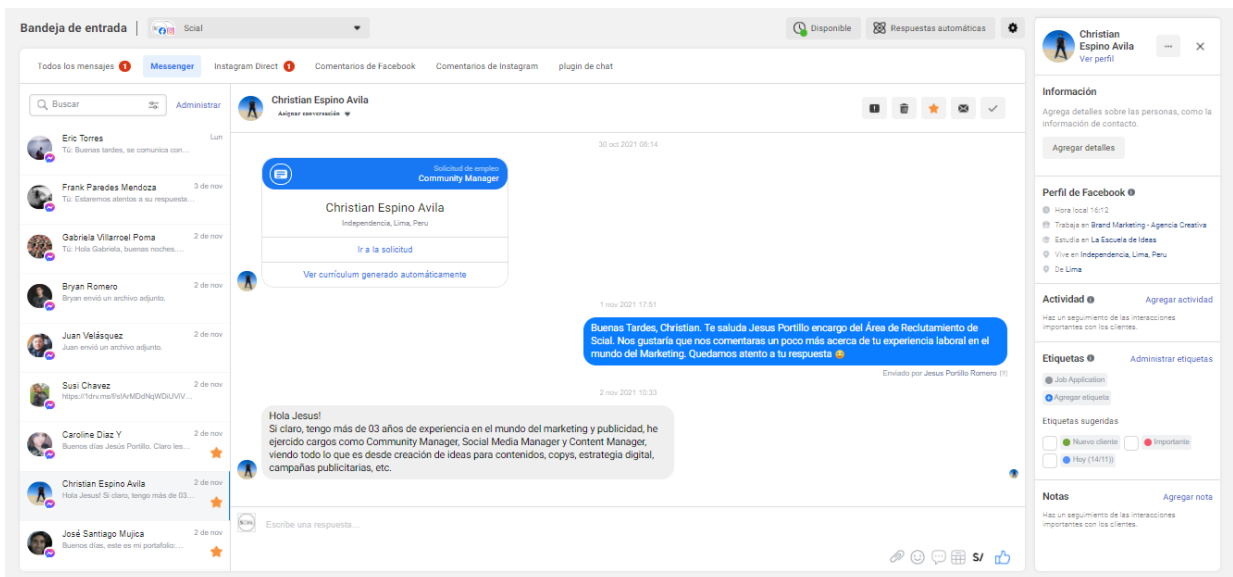 Bandeja de entrada
Scial
Disponible
Respuestas automáticas
Todos los mensajes 1
Messenger
Instagram Direct 1
Comentarios de Facebook
Comentarios de Instagram
plugin de chat
Buscar
Administrar
Eric Torres
Lun
Tú: Buenas tardes, se comunica con...
Frank Paredes Mendoza
3 de nov
Tú: Estaremos atentos a su respuesta...
Gabriela Villarroel Poma
2 de nov
Tú: Hola Gabriela, buenas noches....
Bryan Romero
2 de nov
Bryan envió un archivo adjunto.
Juan Velásquez
2 de nov
Juan envió un archivo adjunto.
Susi Chavez
2 de nov
Caroline Diaz Y
2 de nov
Buenos días Jesús Portillo. Claro les...
Christian Espino Avila
2 de nov
Hola Jesus! Si claro, tengo más de 03...
José Santiago Mujica
2 de nov
Buenos días, este es mi portafolio:...
Christian Espino Avila
Asignar conversación
30 oct 2021 08:14
Solicitud de empleo
Community Manager
Christian Espino Avila
Independencia, Lima, Peru
Ir a la solicitud
Ver currículum generado automáticamente
1 nov 2021 17:51
Buenas Tardes, Christian. Te saluda Jesus Portillo encargo del Área de Reclutamiento de
Scial. Nos gustaría que nos comentaras un poco más acerca de tu experiencia laboral en el
mundo del Marketing. Quedamos atento a tu respuesta 😀
Enviado por Jesus Portillo Romero [?]
2 nov 2021 10:33
Hola Jesus!
Si claro, tengo más de 03 años de experiencia en el mundo del marketing y publicidad, he
ejercido cargos como Community Manager, Social Media Manager y Content Manager,
viendo todo lo que es desde creación de ideas para contenidos, copys, estrategia digital,
campañas publicitarias, etc.
Escribe una respuesta...
S/
Christian
Espino Avila
Ver perfil
Información
Agrega detalles sobre las personas, como la
información de contacto.
Agregar detalles
Perfil de Facebook
Hora local 16:12
Trabaja en Brand Marketing - Agencia Creativa
Estudia en La Escuela de Ideas
Vive en Independencia, Lima, Peru
De Lima
Actividad
Agregar actividad
Haz un seguimiento de las interacciones
importantes con los clientes.
Etiquetas
Administrar etiquetas
Job Application
Agregar etiqueta
Etiquetas sugeridas
Nuevo cliente
Importante
Hoy (14/11))
Notas
Agregar nota
Haz un seguimiento de las interacciones
importantes con los clientes.